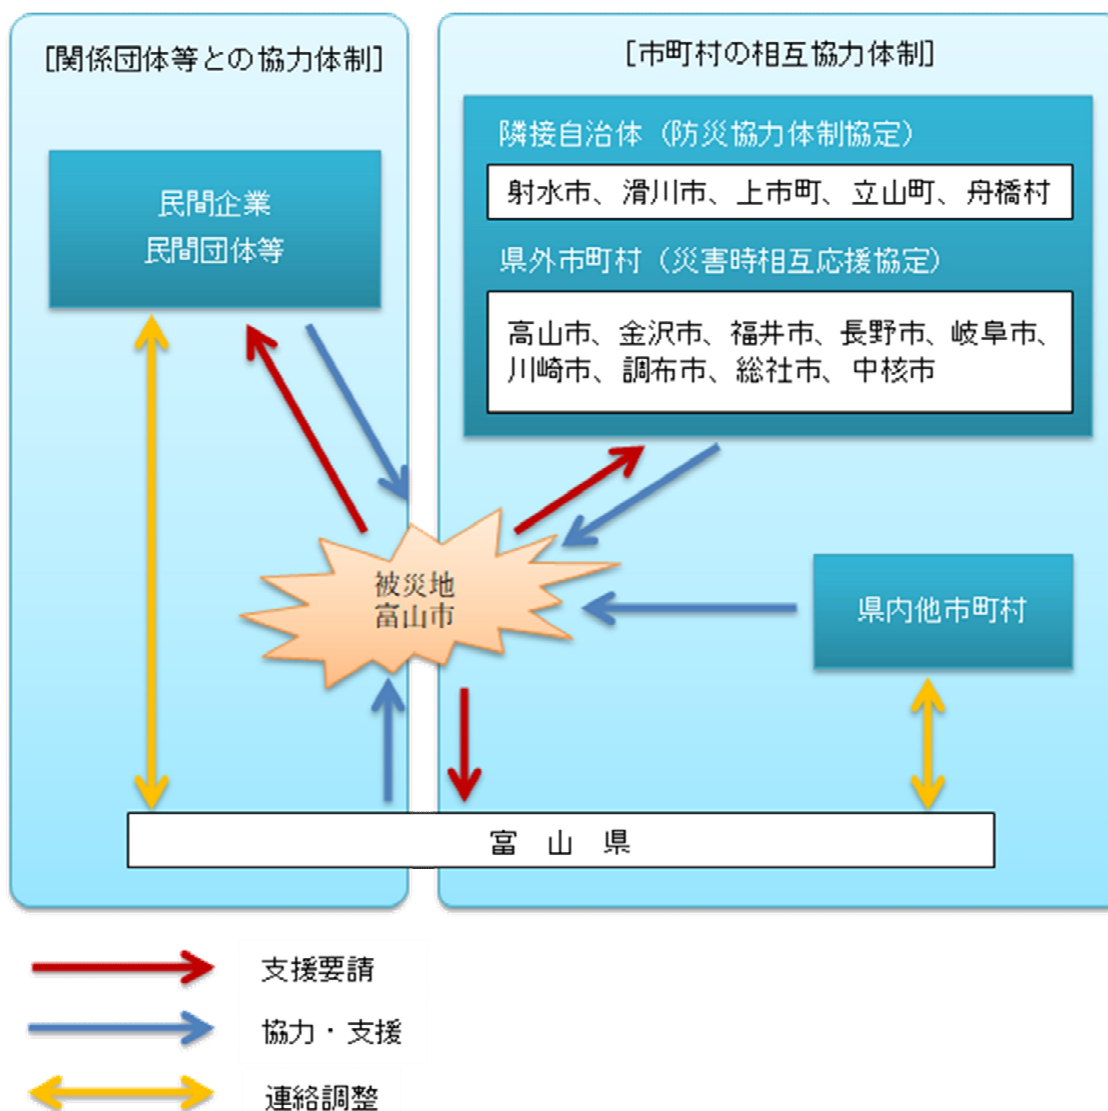 [関係団体等との協力体制]
民間企業
民間団体等
[市町村の相互協力体制]
隣接自治体（防災協力体制協定）
射水市、滑川市、上市町、立山町、舟橋村
県外市町村（災害時相互応援協定）
高山市、金沢市、福井市、長野市、岐阜市、
川崎市、調布市、総社市、中核市
被災地
富山市
県内他市町村
富　山　県
支援要請
協力・支援
連絡調整